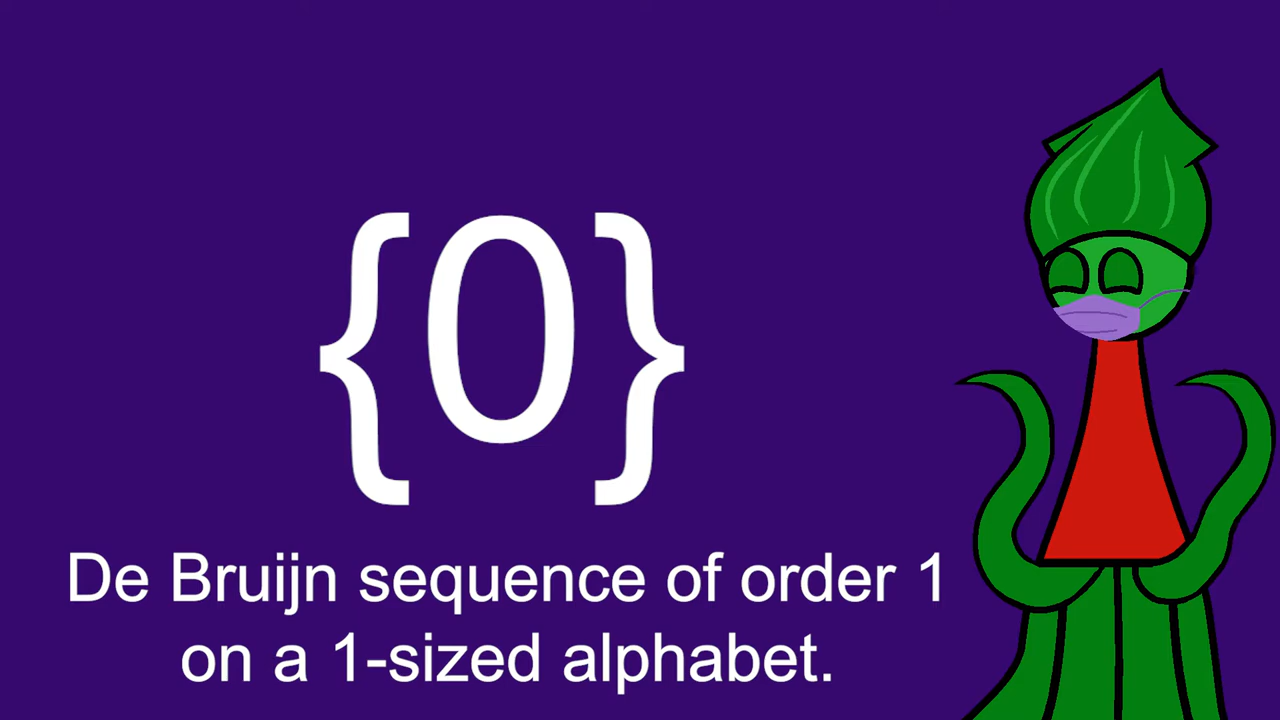 {0}
De Bruijn sequence of order 1
on a 1-sized alphabet.